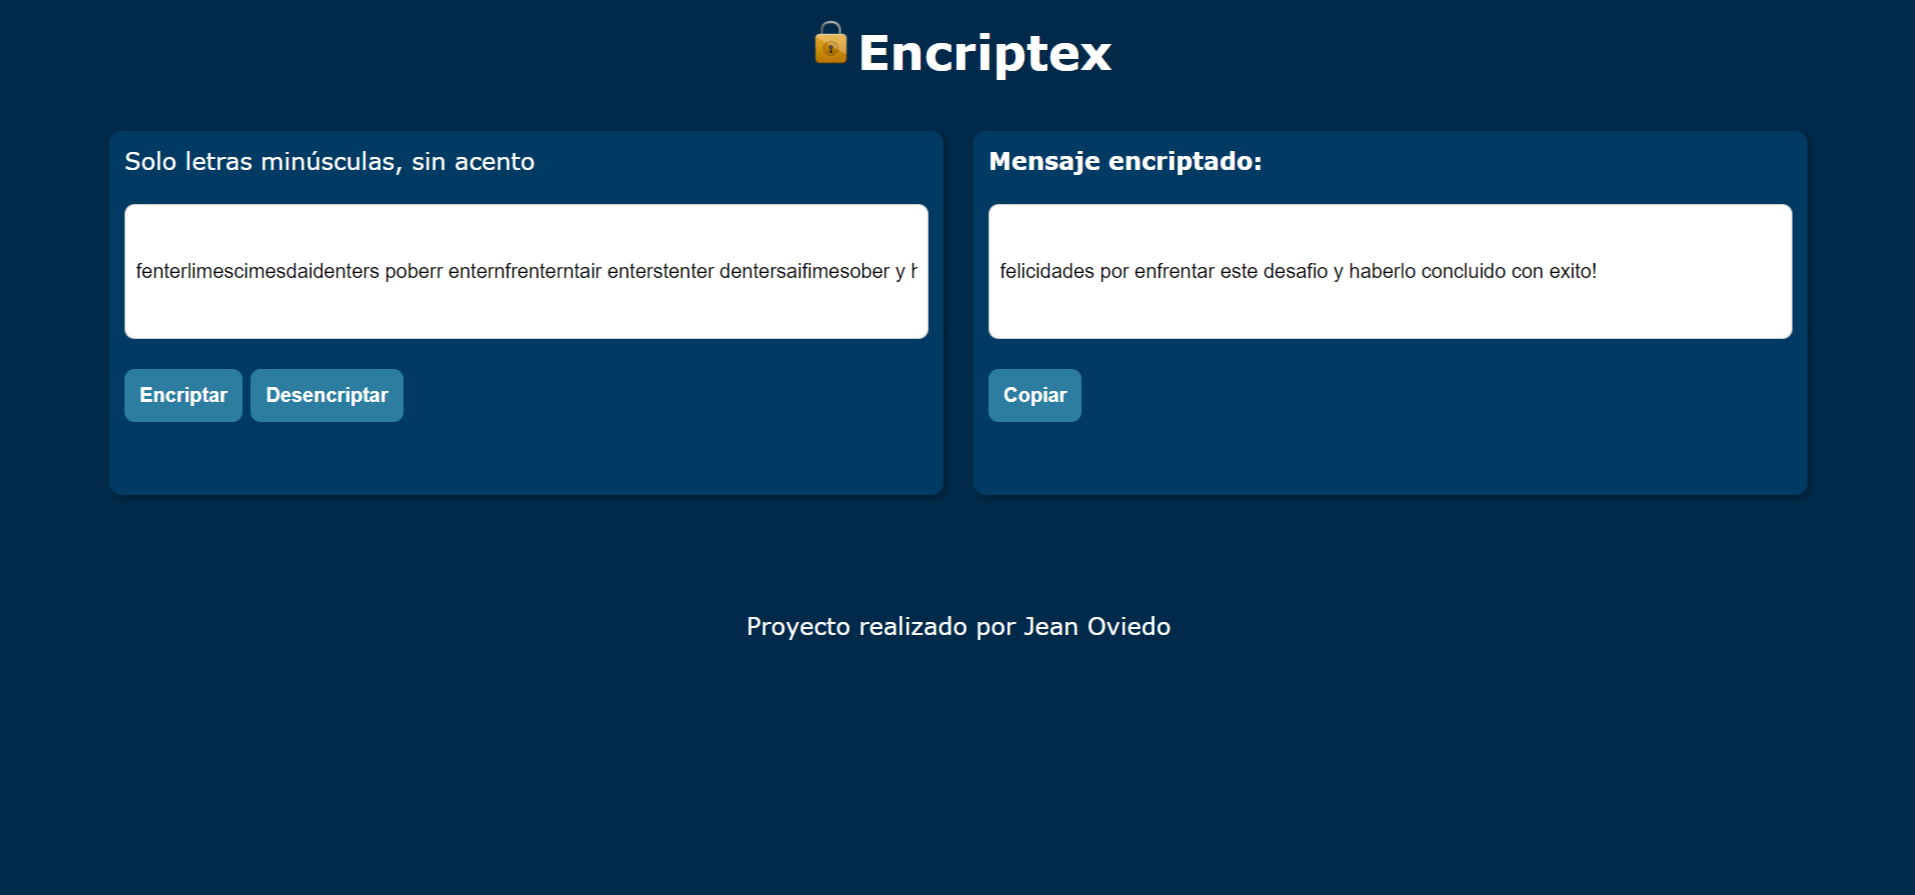 Encriptex
Solo letras minúsculas, sin acento
fenterlimescimesdaidenters poberr enternfrenterntair enterstenter dentersaifimesober y
Encriptar
Desencriptar
Mensaje encriptado:
felicidades por enfrentar este desafio y haberlo concluido con exito!
Copiar
Proyecto realizado por Jean Oviedo